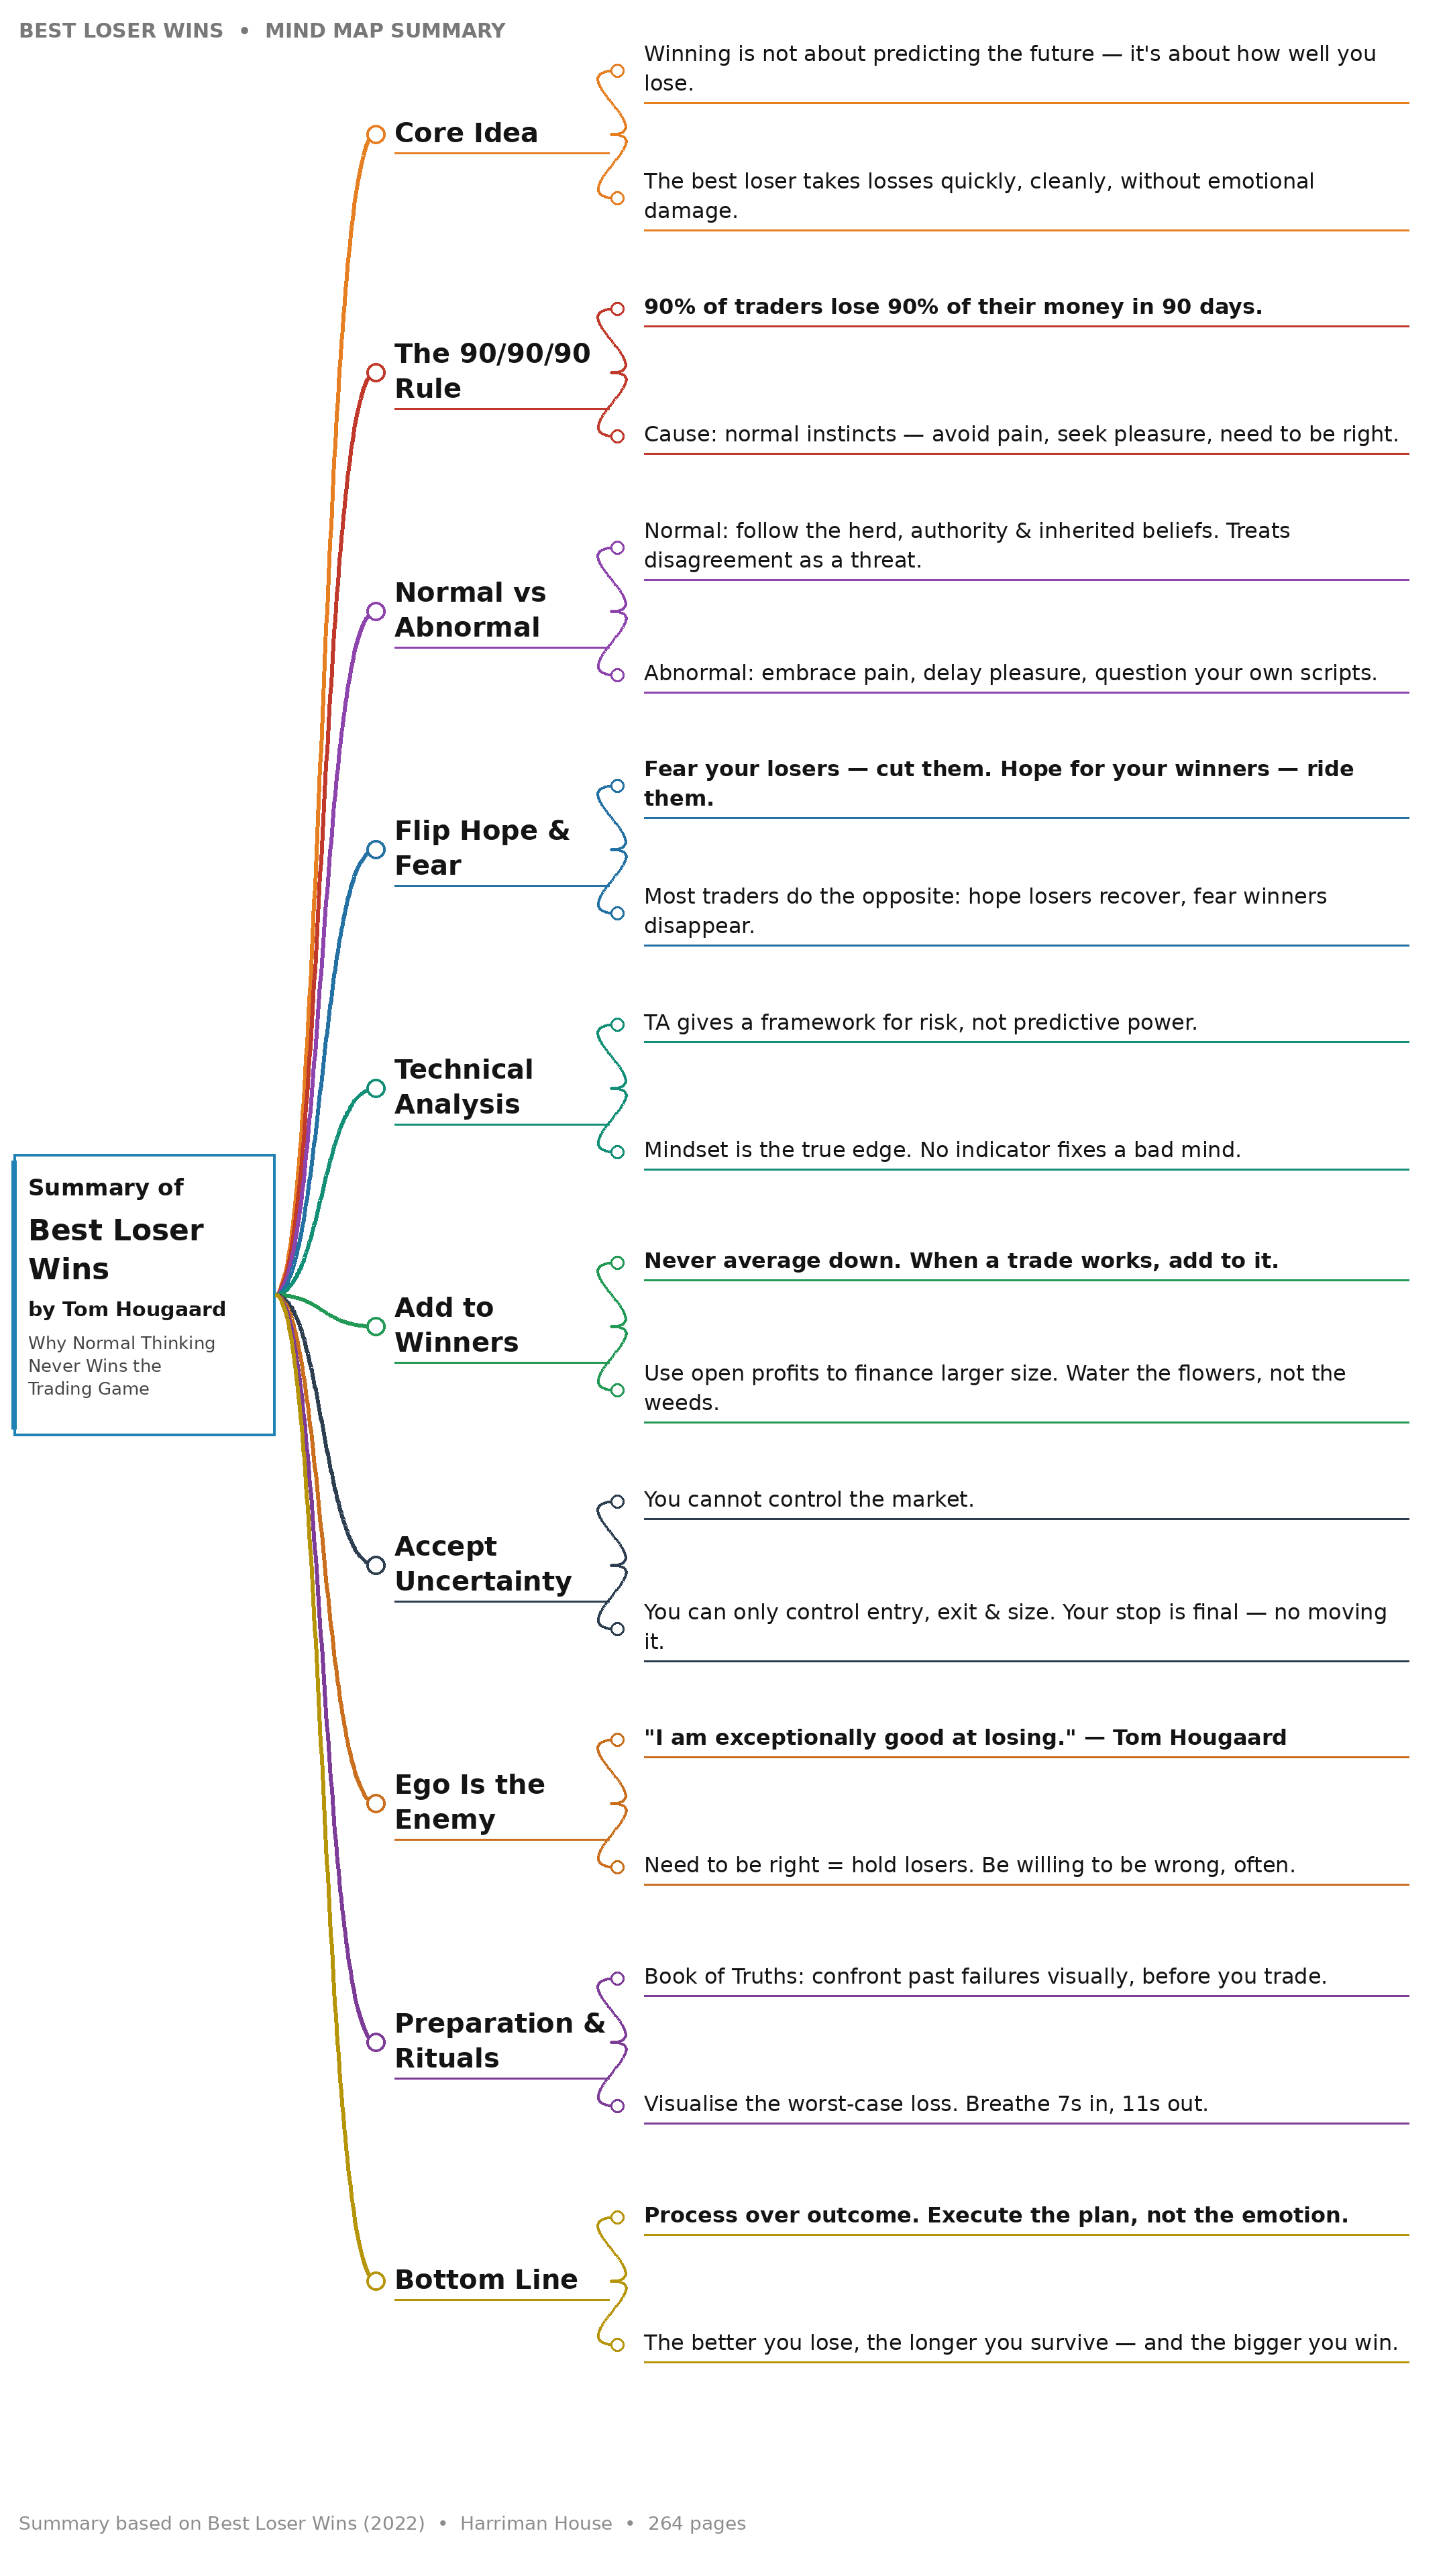 BEST LOSER WINS • MIND MAP SUMMARY
Winning is not about predicting the future — it's about how well you
lose.
Core Idea
The best loser takes losses quickly, cleanly, without emotional
damage.
90% of traders lose 90% of their money in 90 days.
The 90/90/90
Rule
Cause: normal instincts — avoid pain, seek pleasure, need to be right.
Normal: follow the herd, authority & inherited beliefs. Treats
disagreement as a threat.
Normal vs
Abnormal
Abnormal: embrace pain, delay pleasure, question your own scripts.
Fear your losers — cut them. Hope for your winners — ride
them.
Flip Hope &
Fear
Most traders do the opposite: hope losers recover, fear winners
disappear.
TA gives a framework for risk, not predictive power.
Technical
Analysis
Mindset is the true edge. No indicator fixes a bad mind.
Summary of
Best Loser
Wins
by Tom Hougaard
Why Normal Thinking
Never Wins the
Trading Game
Never average down. When a trade works, add to it.
Add to
Winners
Use open profits to finance larger size. Water the flowers, not the
weeds.
You cannot control the market.
Accept
Uncertainty
You can only control entry, exit & size. Your stop is final — no moving
it.
"I am exceptionally good at losing." — Tom Hougaard
Ego Is the
Enemy
Need to be right = hold losers. Be willing to be wrong, often.
Book of Truths: confront past failures visually, before you trade.
Preparation &
Rituals
Visualise the worst-case loss. Breathe 7s in, 11s out.
Process over outcome. Execute the plan, not the emotion.
Bottom Line
The better you lose, the longer you survive — and the bigger you win.
Summary based on Best Loser Wins (2022) • Harriman House • 264 pages